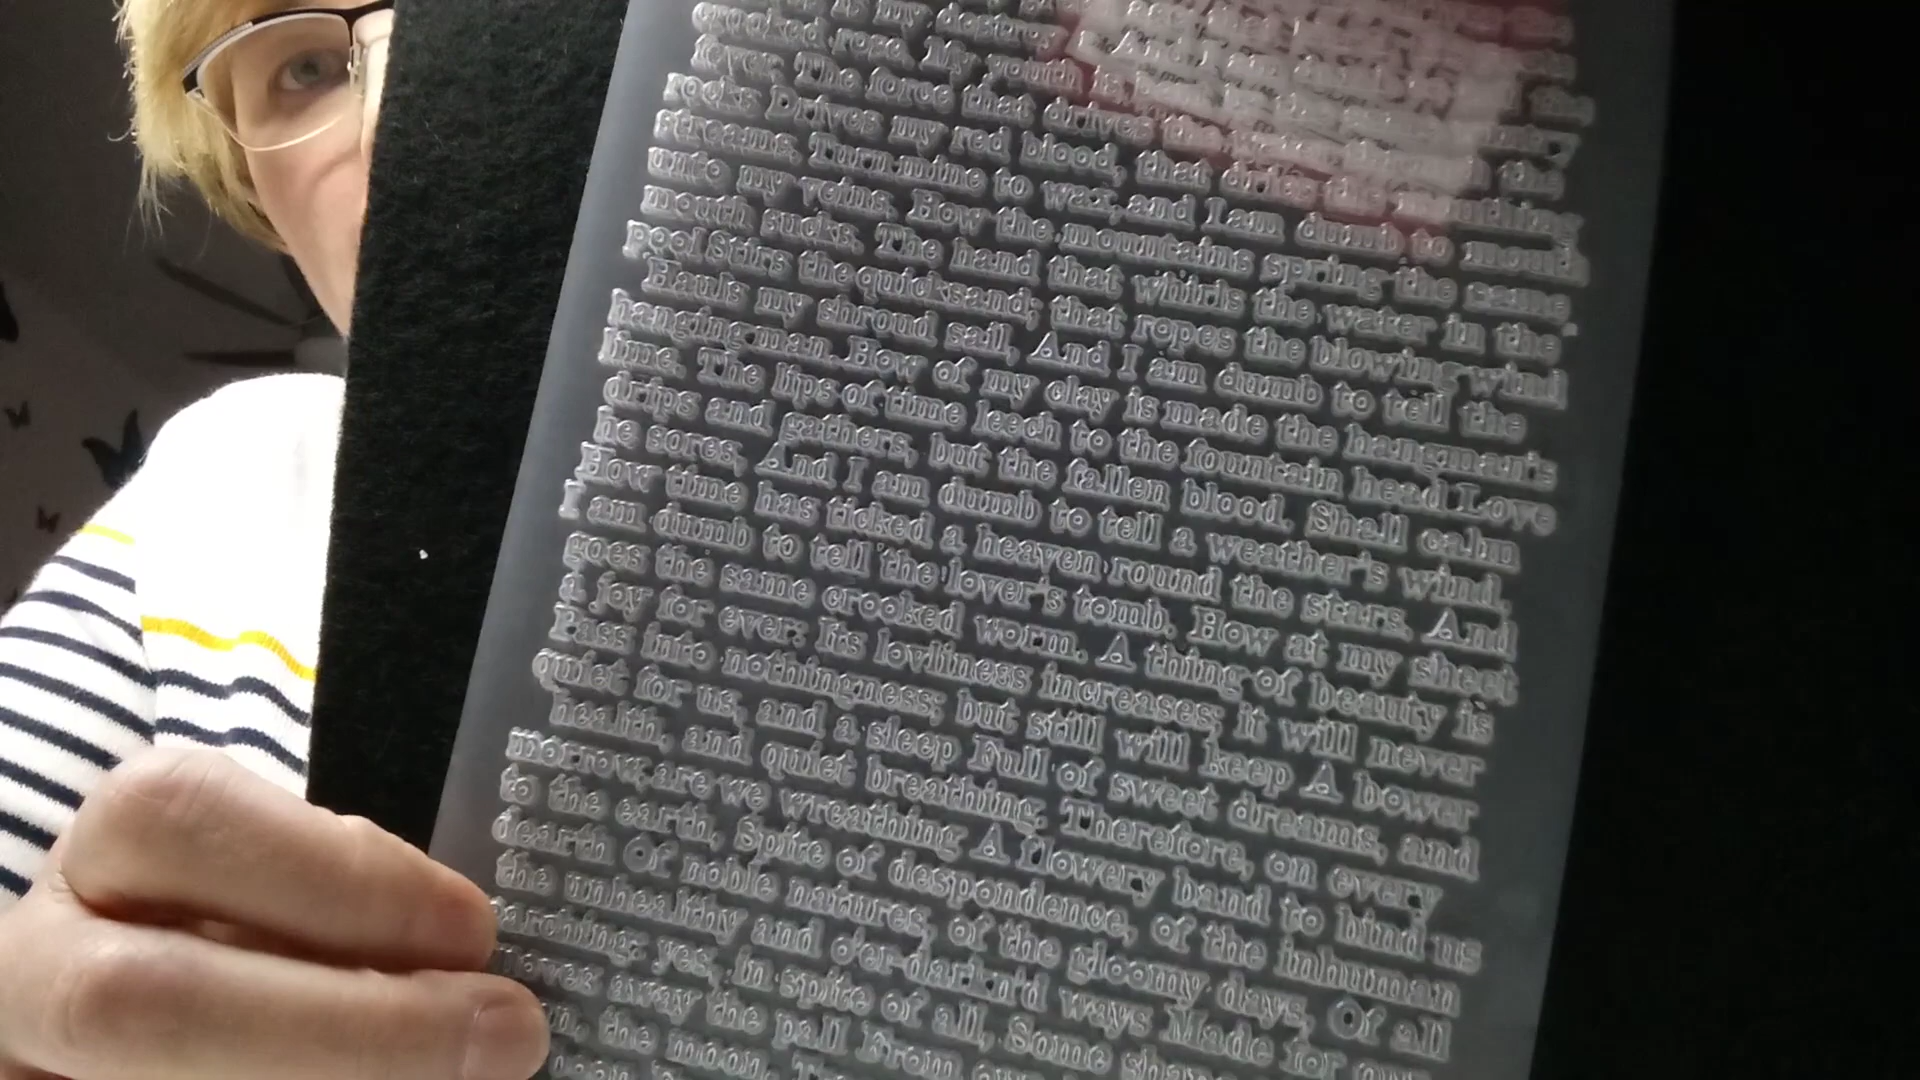 is my destroy
crooked rope. My youth is
fever. The force that drives the
rocks Drives my red blood, that dries this mouthing
streams. Turn mine to wax, and I am dumb to mouth
unto my veins. How the mountains spring the same
mouth sucks. The hand that whirls the water in the
pool Stirs the quicksand; that ropes the blowing wind
Hauls my shroud sail, And I am dumb to tell the
hanging man. How of my clay is made the hangman's
lime. The lips of time leech to the fountain head Love
drips and gathers, but the fallen blood. Shall calm
he sores, And I am dumb to tell a weather's wind,
How time has ticked a heaven round the stars. And
I am dumb to tell the lover's tomb. How at my sheet
goes the same crooked worm. A thing of beauty is
a joy for ever: Its lovliness increases; it will never
Pass into nothingness; but still will keep A bower
quiet for us, and a sleep Full of sweet dreams, and
health, and quiet breathing. Therefore, on every
morrow, are we wreathing A flowery band to bind us
to the earth, Spite of despondence, of the inhuman
dearth Of noble natures, of the gloomy days, Of all
the unhealthy and o'er-darkn'd ways Made for our
yes, in spite of all, Some
away the pall From
the moon,